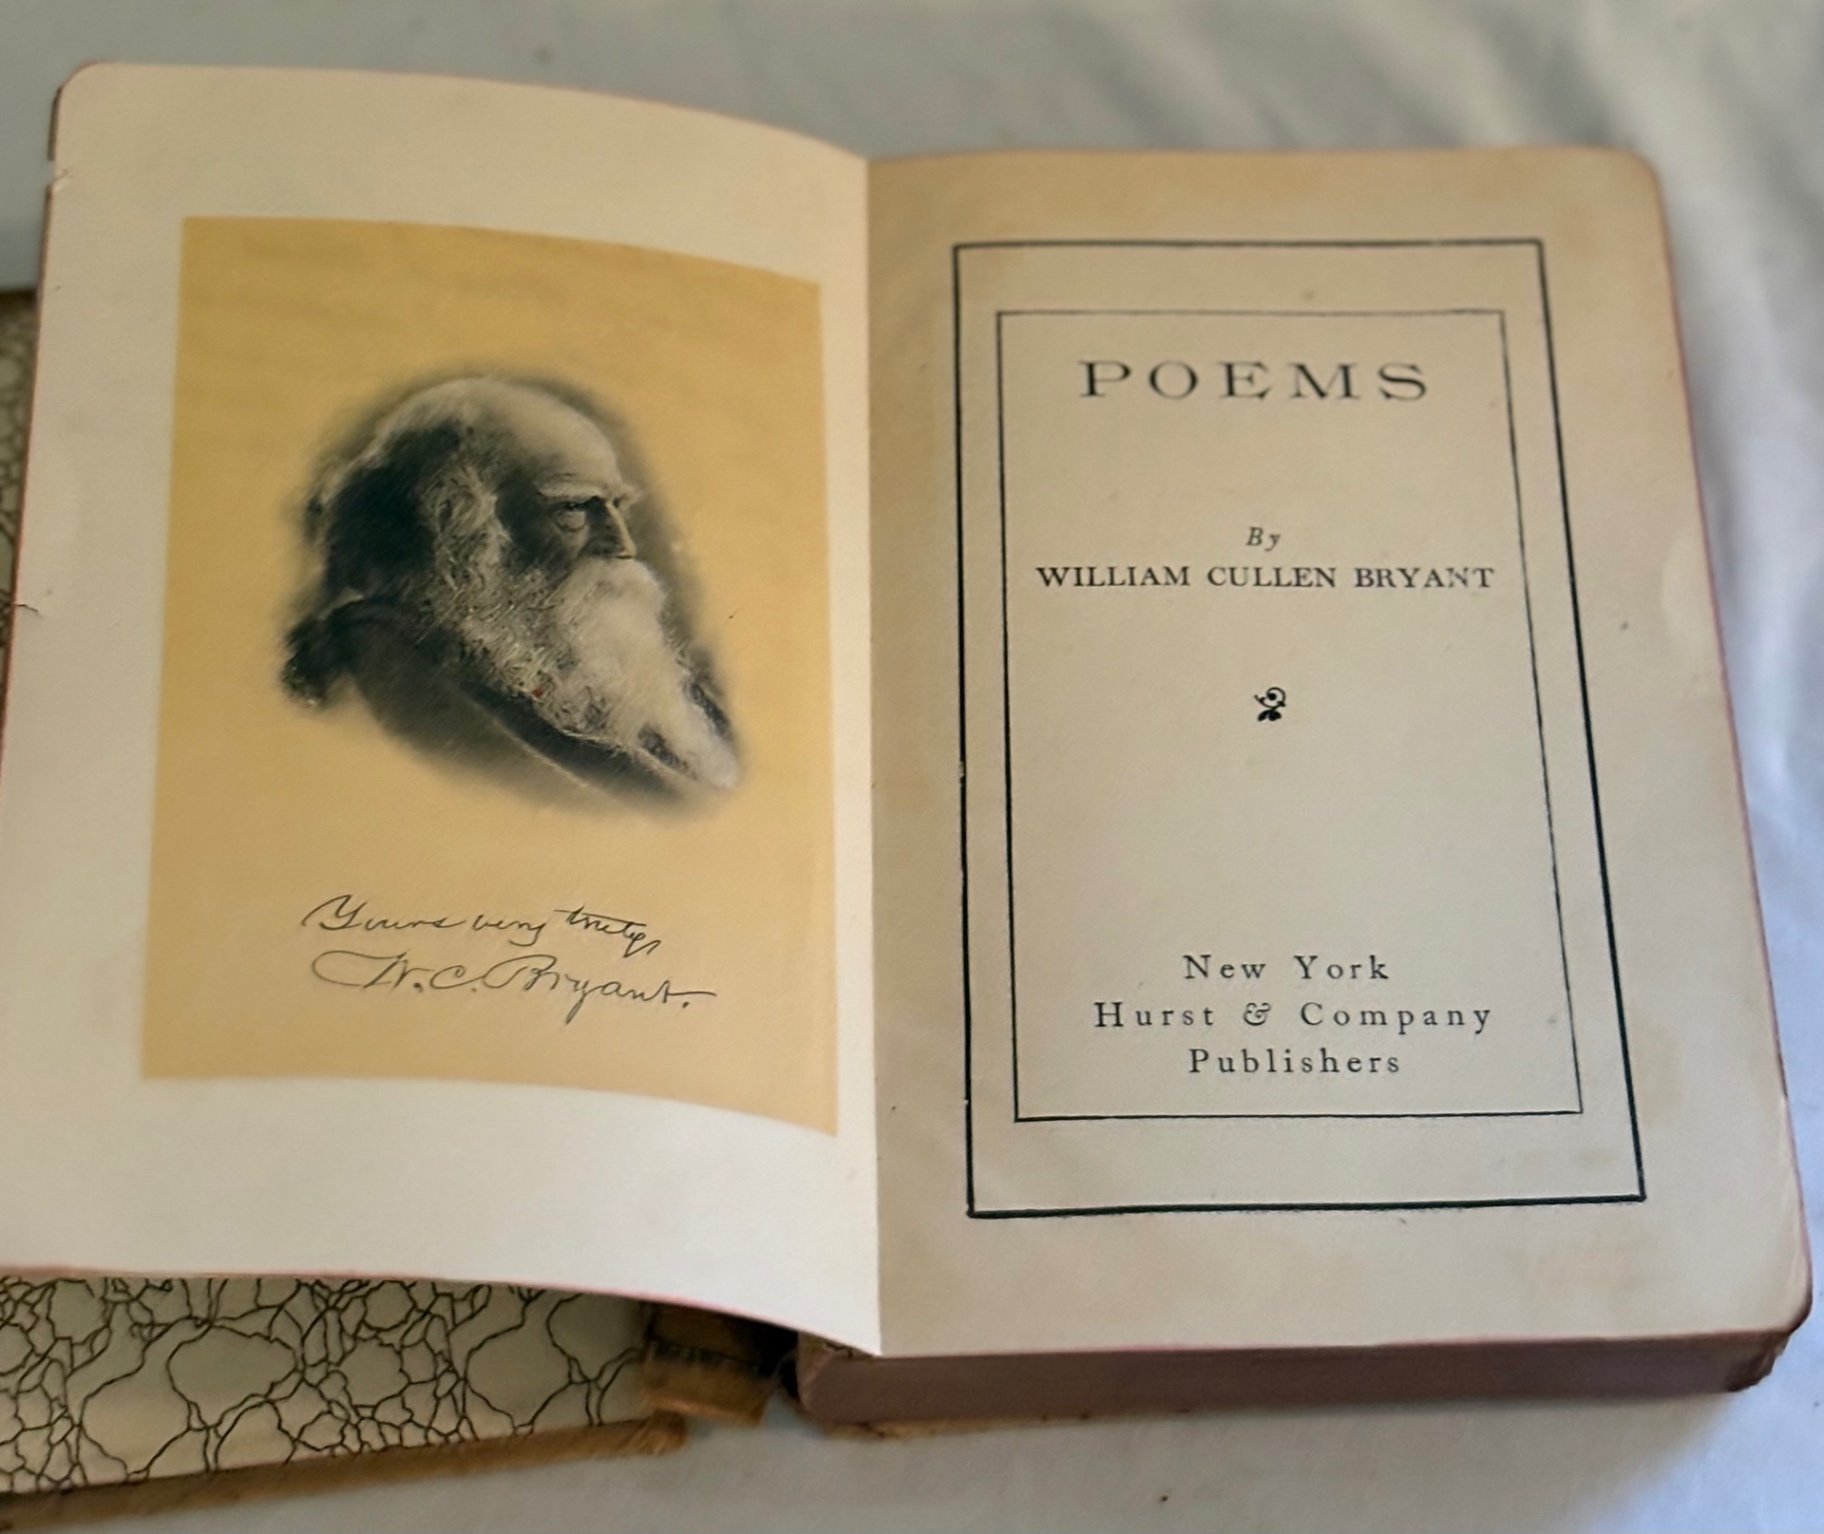 Yours very truly,
W. C. Bryant.
POEMS
By
WILLIAM CULLEN BRYANT
New York
Hurst & Company
Publishers